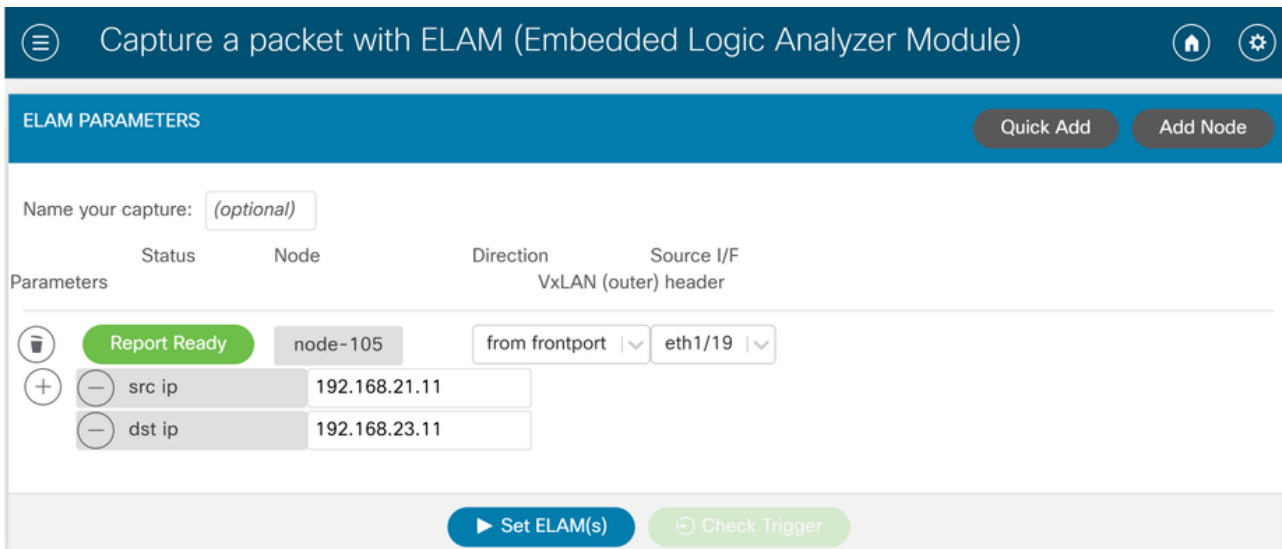 Capture a packet with ELAM (Embedded Logic Analyzer Module)
ELAM PARAMETERS
Quick Add
Add Node
Name your capture: (optional)
Status Node Direction Source I/F
Parameters VxLAN (outer) header
Report Ready node-105 from frontport eth1/19
src ip 192.168.21.11
dst ip 192.168.23.11
Set ELAM(s)
Check Trigger